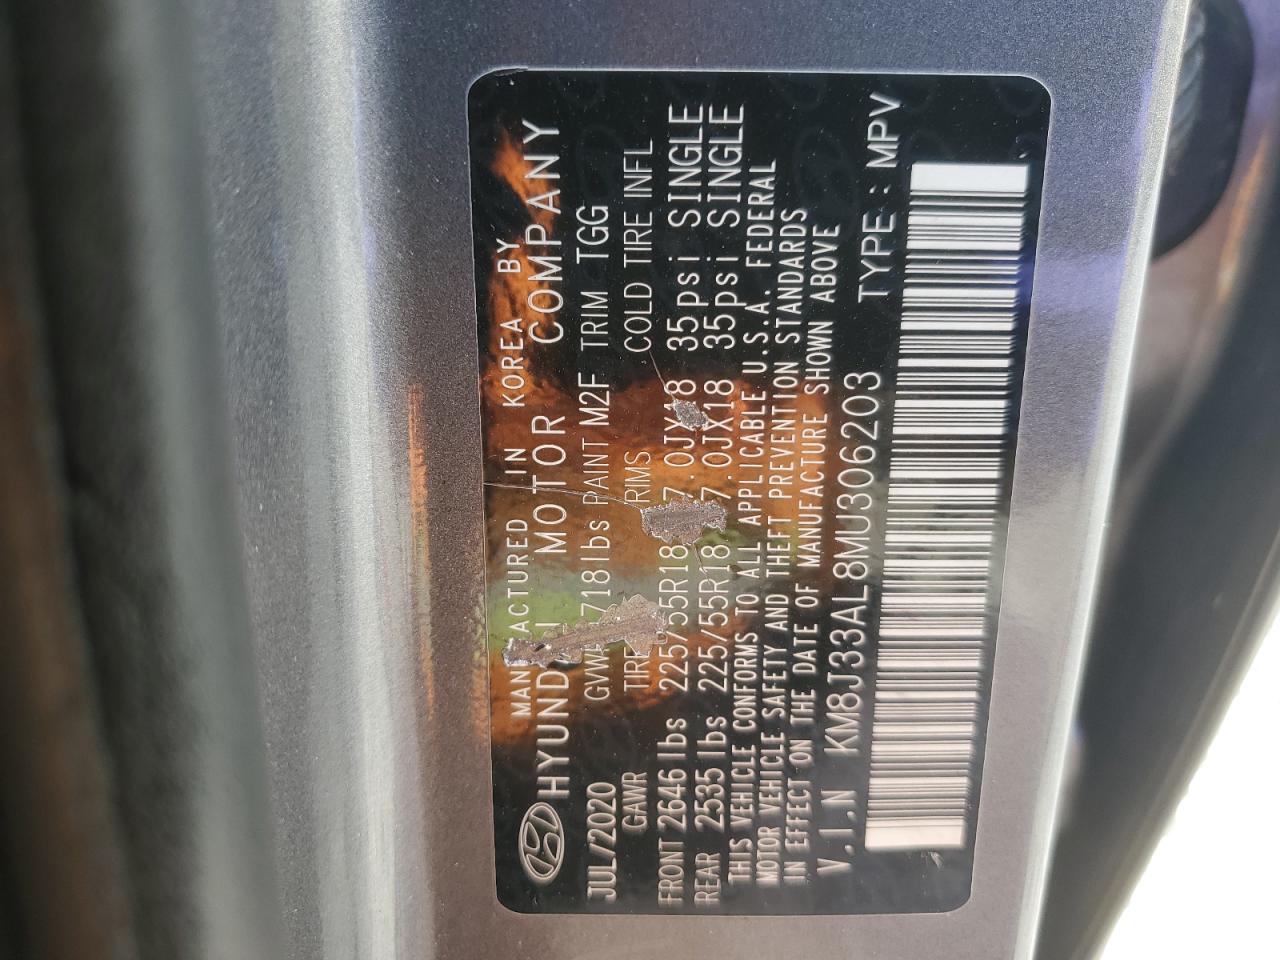 MAN ACTURED IN KOREA BY
HYUNDAI MOTOR COMPANY
JUL/2020 GVWR 718lbs PAINT M2F TRIM TGG
GAWR TIRE RIMS COLD TIRE INFL
FRONT 2646 lbs 225/55R18 7.0JX18 35psi SINGLE
REAR 2535 lbs 225/55R18 7.0JX18 35psi SINGLE
THIS VEHICLE CONFORMS TO ALL APPLICABLE U.S.A. FEDERAL
MOTOR VEHICLE SAFETY AND THEFT PREVENTION STANDARDS
IN EFFECT ON THE DATE OF MANUFACTURE SHOWN ABOVE
V.I.N KM8J33AL8MU306203 TYPE : MPV